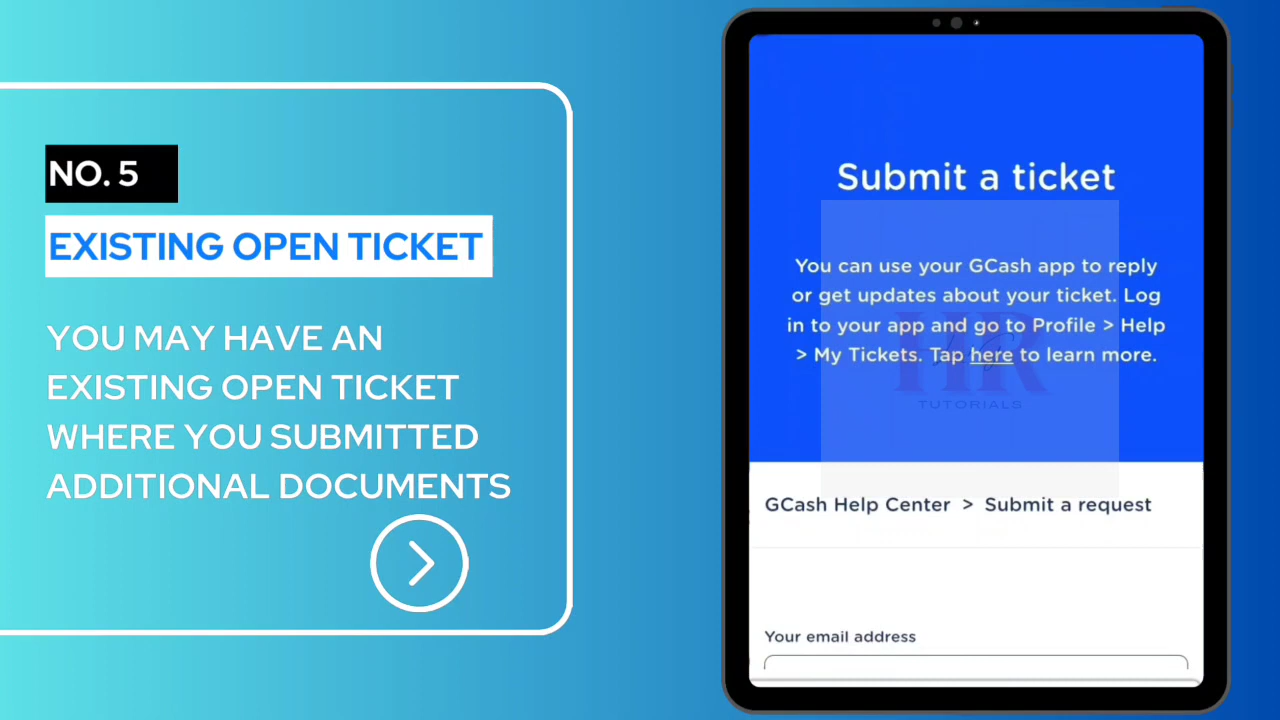 NO. 5
EXISTING OPEN TICKET
YOU MAY HAVE AN
EXISTING OPEN TICKET
WHERE YOU SUBMITTED
ADDITIONAL DOCUMENTS
Submit a ticket
You can use your GCash app to reply
or get updates about your ticket. Log
in to your app and go to Profile > Help
> My Tickets. Tap here to learn more.
HR
TUTORIALS
GCash Help Center > Submit a request
Your email address